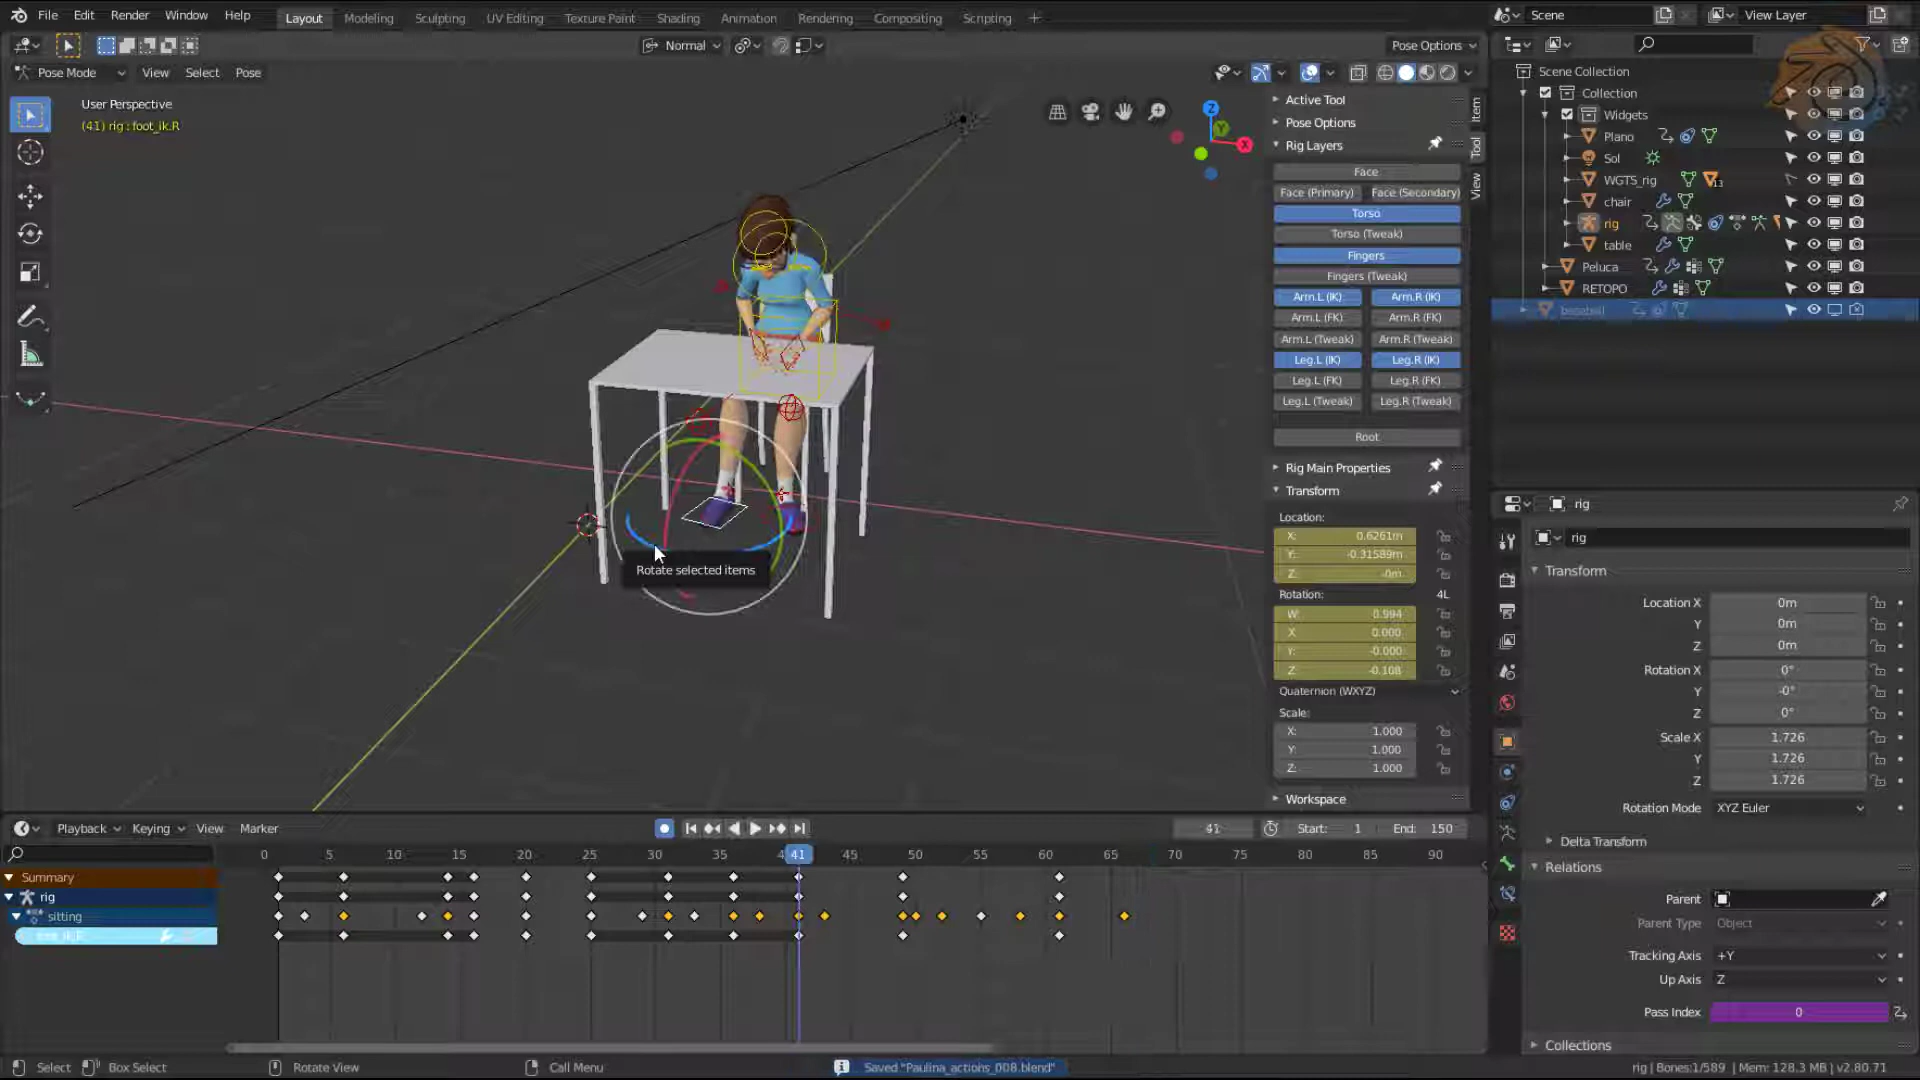 File Edit Render Window Help
Layout Modeling Sculpting UV Editing Texture Paint Shading Animation Rendering Compositing Scripting +
Scene
View Layer
Normal
Pose Options
Pose Mode View Select Pose
User Perspective
(41) rig : foot_ik.R
Rotate selected items
Z
Y
X
Active Tool
Pose Options
Rig Layers
Face
Face (Primary) Face (Secondary)
Torso
Torso (Tweak)
Fingers
Fingers (Tweak)
Arm.L (IK) Arm.R (IK)
Arm.L (FK) Arm.R (FK)
Arm.L (Tweak) Arm.R (Tweak)
Leg.L (IK) Leg.R (IK)
Leg.L (FK) Leg.R (FK)
Leg.L (Tweak) Leg.R (Tweak)
Root
Rig Main Properties
Transform
Location:
X: 0.6261m
Y: -0.31589m
Z: -0m
Rotation: 4L
W: 0.994
X: 0.000
Y: -0.000
Z: -0.108
Quaternion (WXYZ)
Scale:
X: 1.000
Y: 1.000
Z: 1.000
Workspace
Item
Tool
View
Scene Collection
Collection
Widgets
Plano
Sol
WGTS_rig 13
chair
rig
table
Peluca
RETOPO
rig
rig
Transform
Location X 0m
Y 0m
Z 0m
Rotation X 0°
Y -0°
Z 0°
Scale X 1.726
Y 1.726
Z 1.726
Rotation Mode XYZ Euler
Delta Transform
Relations
Parent
Parent Type Object
Tracking Axis +Y
Up Axis Z
Pass Index 0
Collections
Playback Keying View Marker
41 Start: 1 End: 150
0 5 10 15 20 25 30 35 41 45 50 55 60 65 70 75 80 85 90
Summary
rig
sitting
Select Box Select Rotate View Call Menu Saved "Paulina_actions_008.blend" rig | Bones:1/589 | Mem: 128.3 MB | v2.80.71